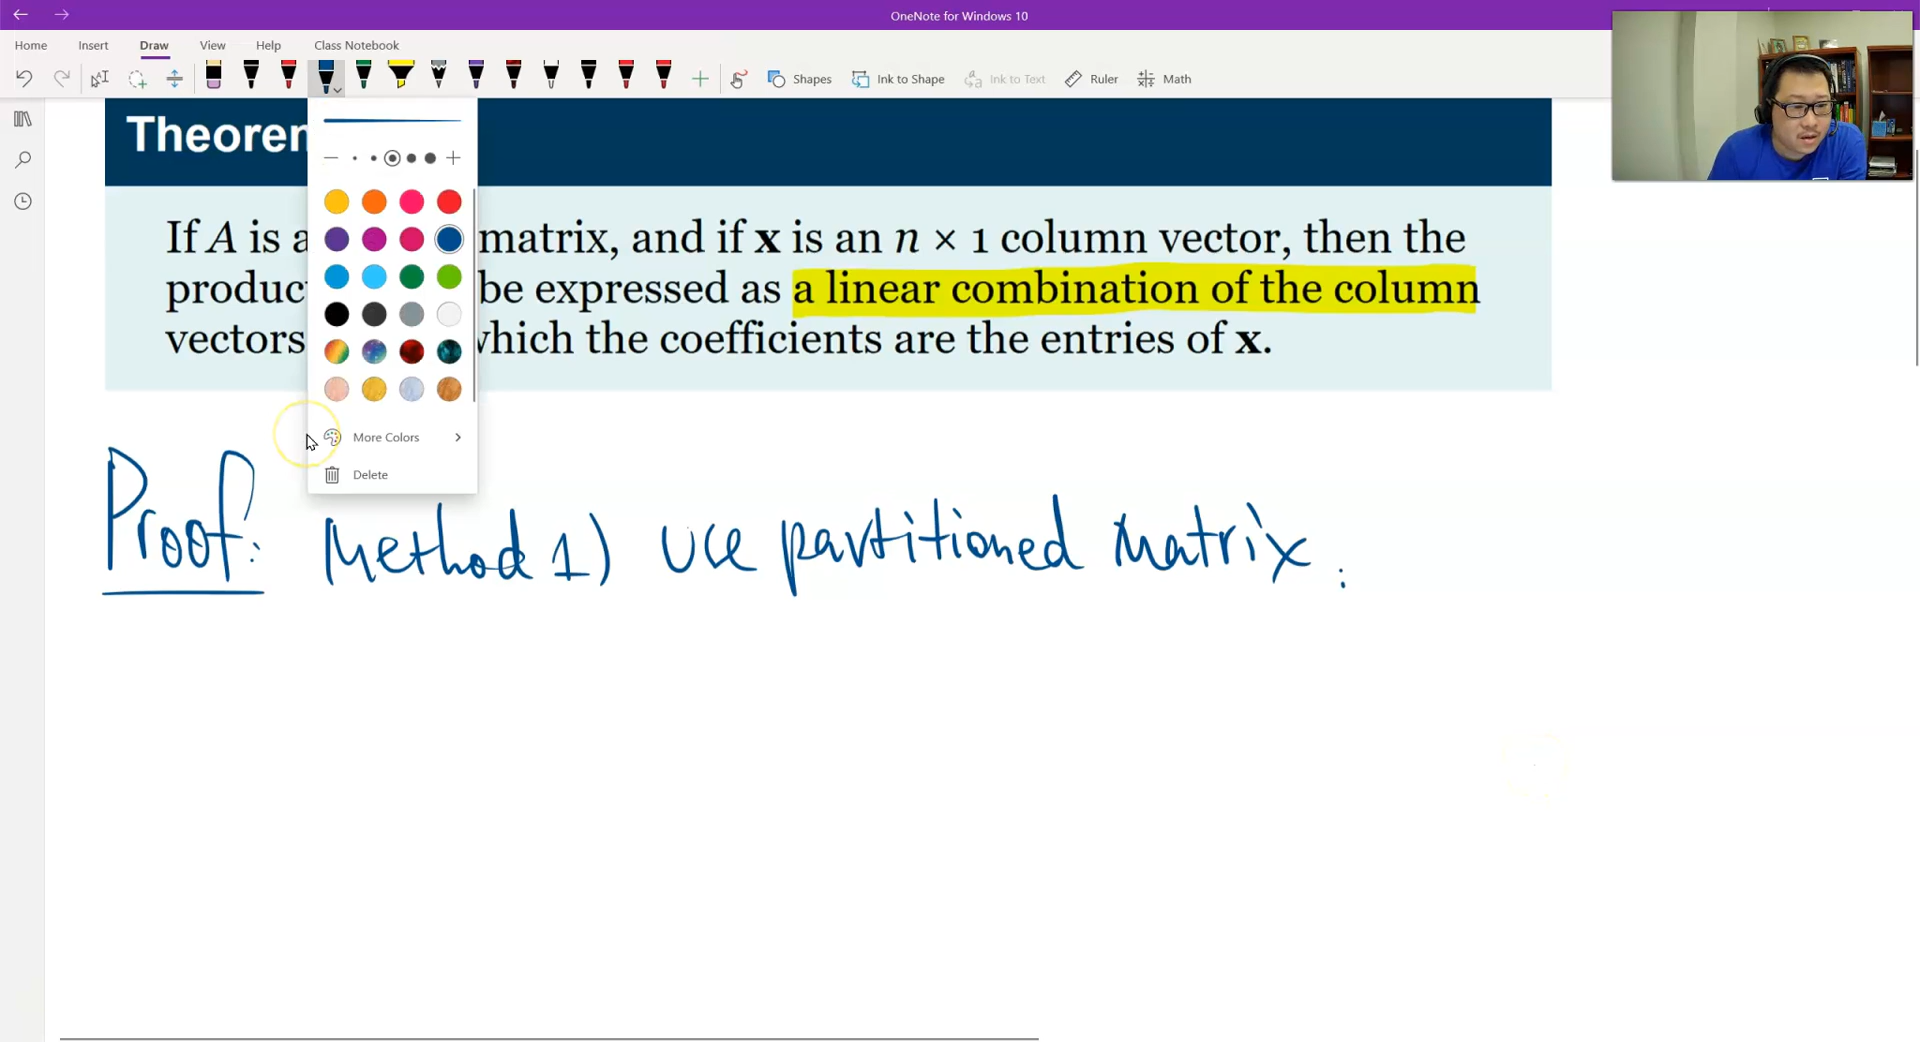 OneNote for Windows 10
Home Insert Draw View Help Class Notebook
Shapes Ink to Shape Ink to Text Ruler Math
Theorem
If A is a matrix, and if x is an n × 1 column vector, then the
produc be expressed as a linear combination of the column
vectors which the coefficients are the entries of x.
More Colors
Delete
Proof: Method 1) Use partitioned matrix.